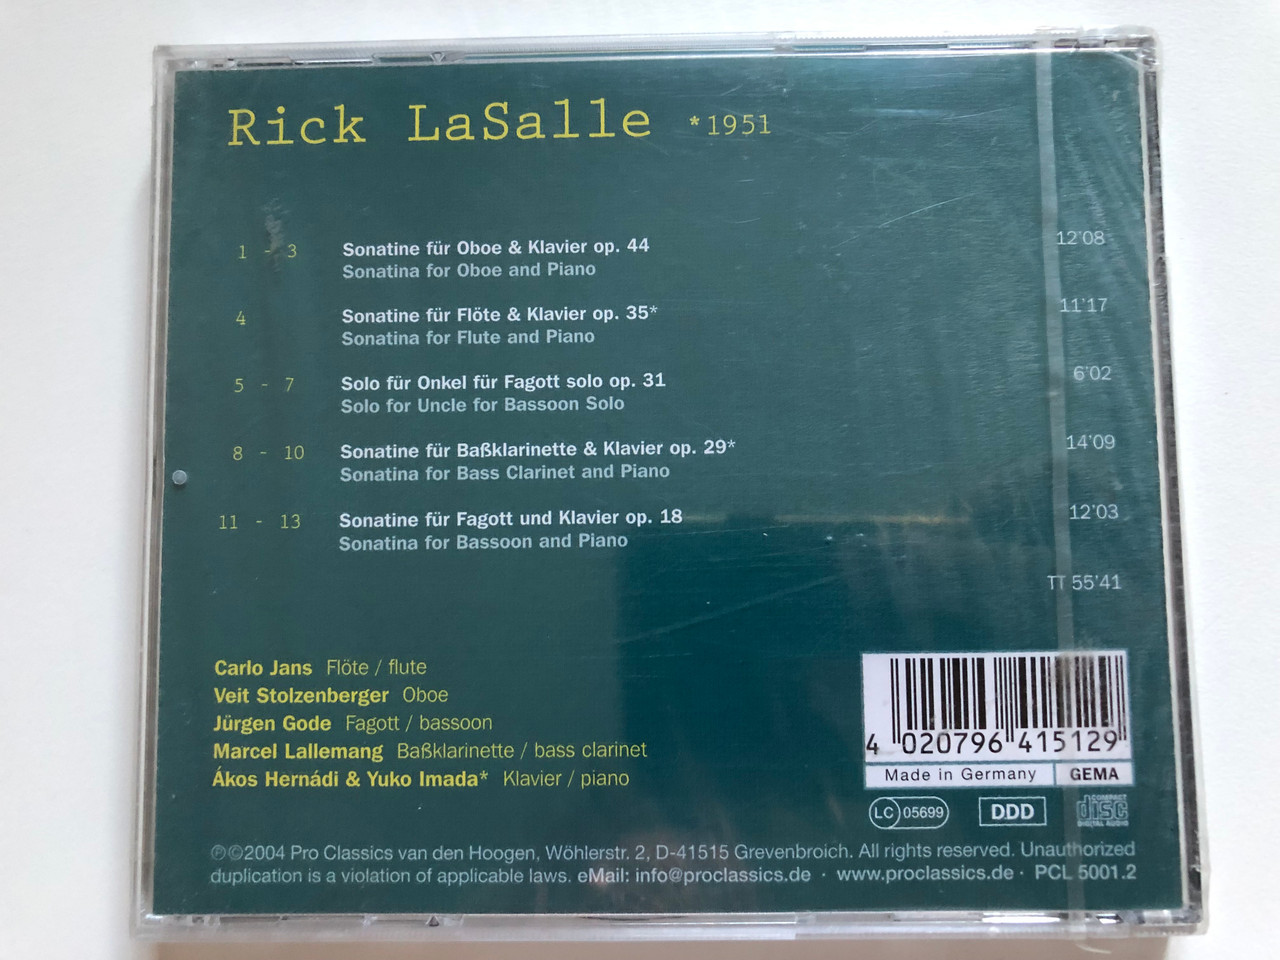 Rick LaSalle *1951
1 - 3 Sonatine für Oboe & Klavier op. 44 12'08
Sonatina for Oboe and Piano
4 Sonatine für Flöte & Klavier op. 35* 11'17
Sonatina for Flute and Piano
5 - 7 Solo für Onkel für Fagott solo op. 31 6'02
Solo for Uncle for Bassoon Solo
8 - 10 Sonatine für Baßklarinette & Klavier op. 29* 14'09
Sonatina for Bass Clarinet and Piano
11 - 13 Sonatine für Fagott und Klavier op. 18 12'03
Sonatina for Bassoon and Piano
TT 55'41
Carlo Jans Flöte / flute
Veit Stolzenberger Oboe
Jürgen Gode Fagott / bassoon
Marcel Lallemang Baßklarinette / bass clarinet
Ákos Hernádi & Yuko Imada* Klavier / piano
4 020796 415129
Made in Germany GEMA
LC 05699 DDD COMPACT disc DIGITAL AUDIO
℗©2004 Pro Classics van den Hoogen, Wöhlerstr. 2, D-41515 Grevenbroich. All rights reserved. Unauthorized
duplication is a violation of applicable laws. eMail: info@proclassics.de · www.proclassics.de · PCL 5001.2